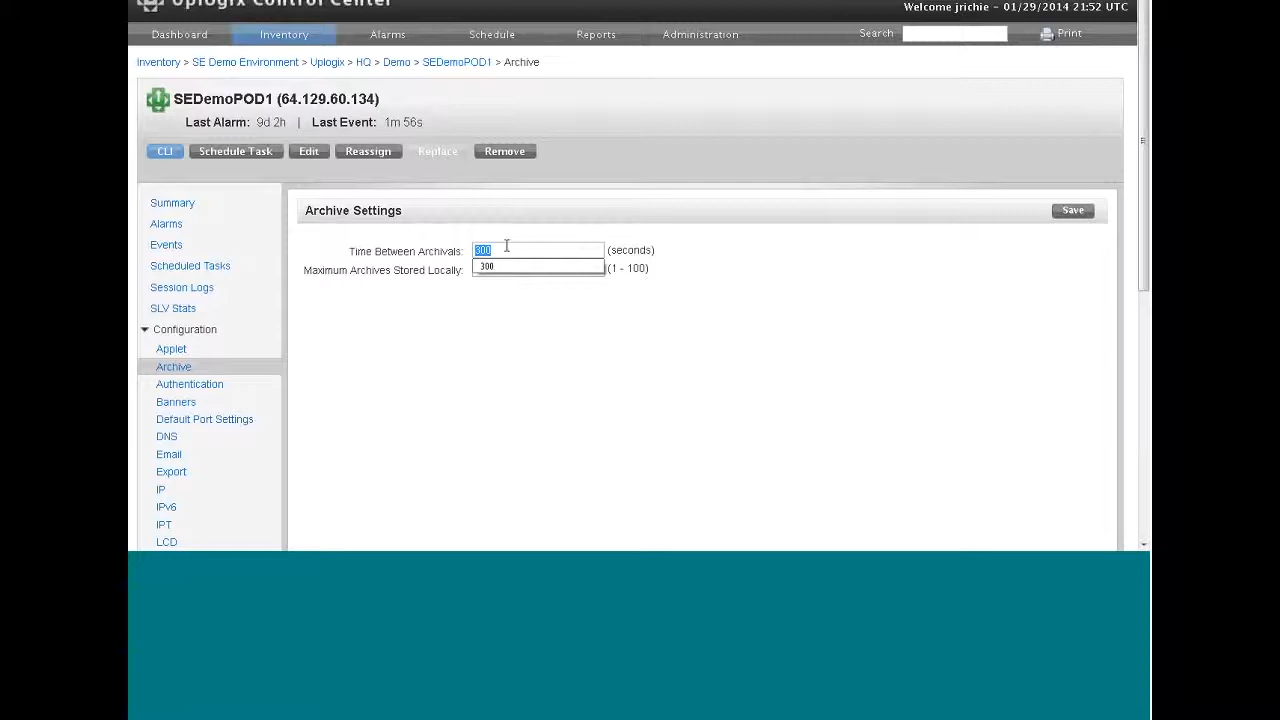 Uplogix Control Center
Welcome jrichie - 01/29/2014 21:52 UTC
Dashboard Inventory Alarms Schedule Reports Administration Search Print
Inventory > SE Demo Environment > Uplogix > HQ > Demo > SEDemoPOD1 > Archive
SEDemoPOD1 (64.129.60.134)
Last Alarm: 9d 2h | Last Event: 1m 56s
CLI Schedule Task Edit Reassign Replace Remove
Summary
Alarms
Events
Scheduled Tasks
Session Logs
SLV Stats
Configuration
Applet
Archive
Authentication
Banners
Default Port Settings
DNS
Email
Export
IP
IPv6
IPT
LCD
Archive Settings Save
Time Between Archivals: 300 (seconds)
300
Maximum Archives Stored Locally: (1 - 100)